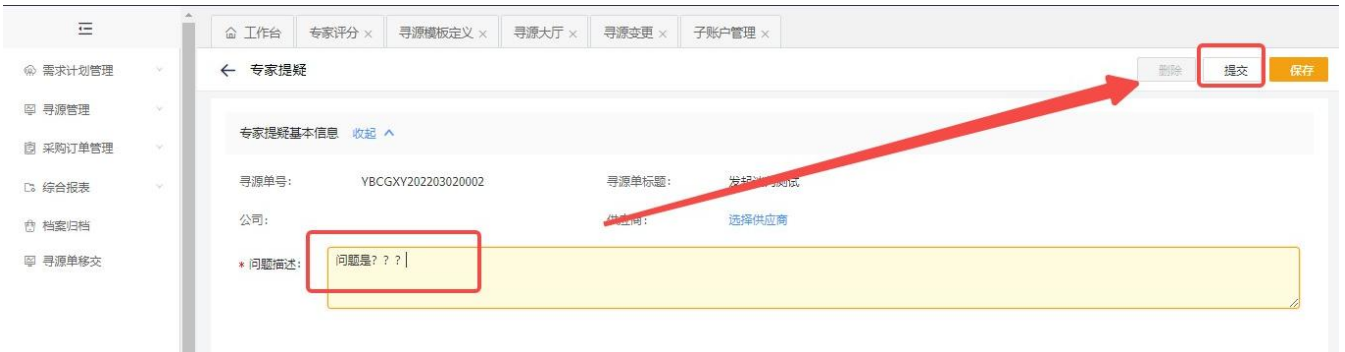 工作台 专家评分 × 寻源模板定义 × 寻源大厅 × 寻源变更 × 子账户管理 ×
需求计划管理
寻源管理
采购订单管理
综合报表
档案归档
寻源单移交
← 专家提疑
删除 提交 保存
专家提疑基本信息 收起
寻源单号： YBCGXY202203020002 寻源单标题： 发起 测试
公司： 供应商： 选择供应商
* 问题描述： 问题是？？？